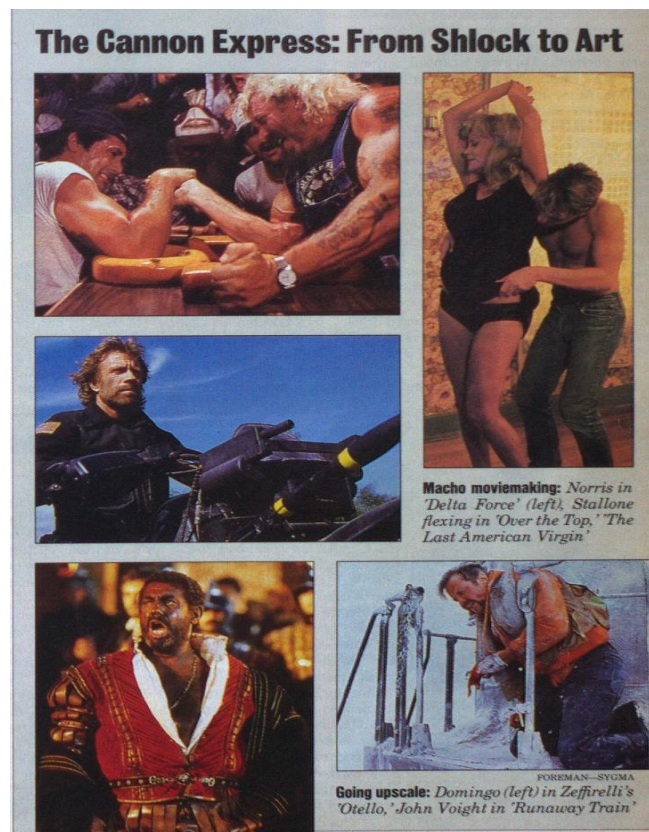 The Cannon Express: From Shlock to Art
Macho moviemaking: Norris in
'Delta Force' (left), Stallone
flexing in 'Over the Top,' 'The
Last American Virgin'
FOREMAN—SYGMA
Going upscale: Domingo (left) in Zeffirelli's
'Otello,' John Voight in 'Runaway Train'